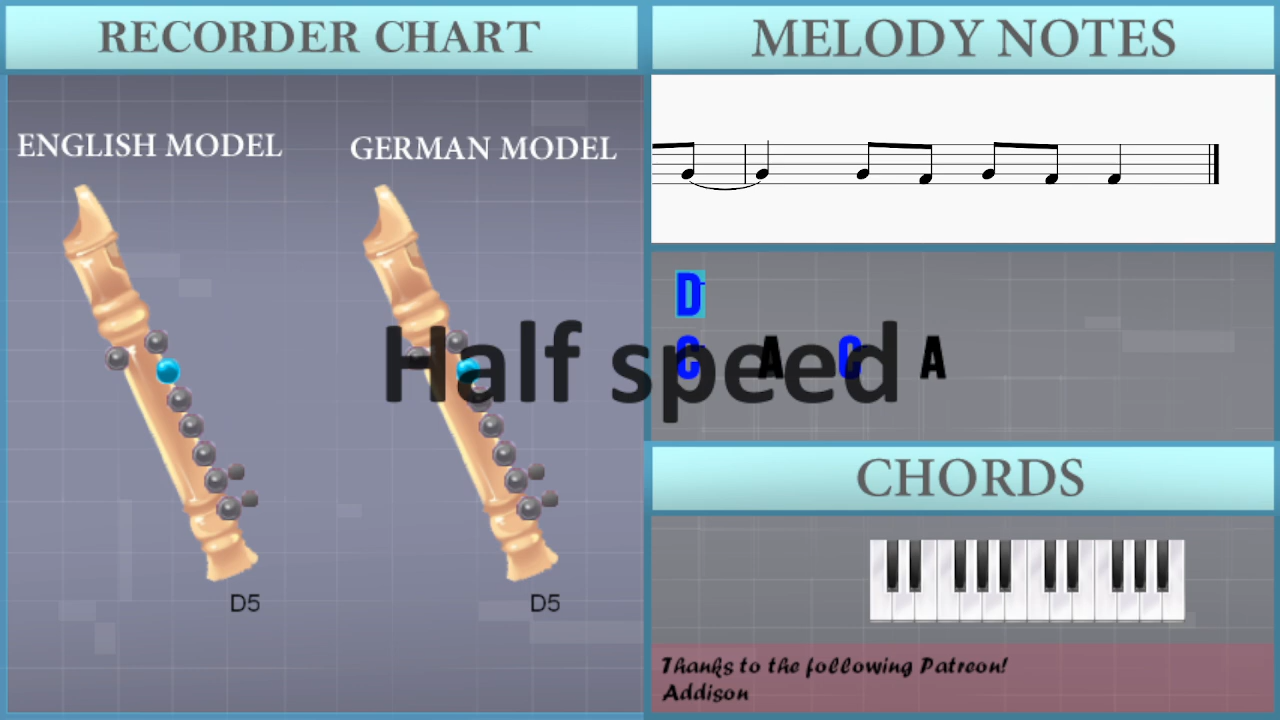 RECORDER CHART
MELODY NOTES
ENGLISH MODEL
GERMAN MODEL
D
G A G A
Half speed
CHORDS
D5
D5
Thanks to the following Patreon!
Addison